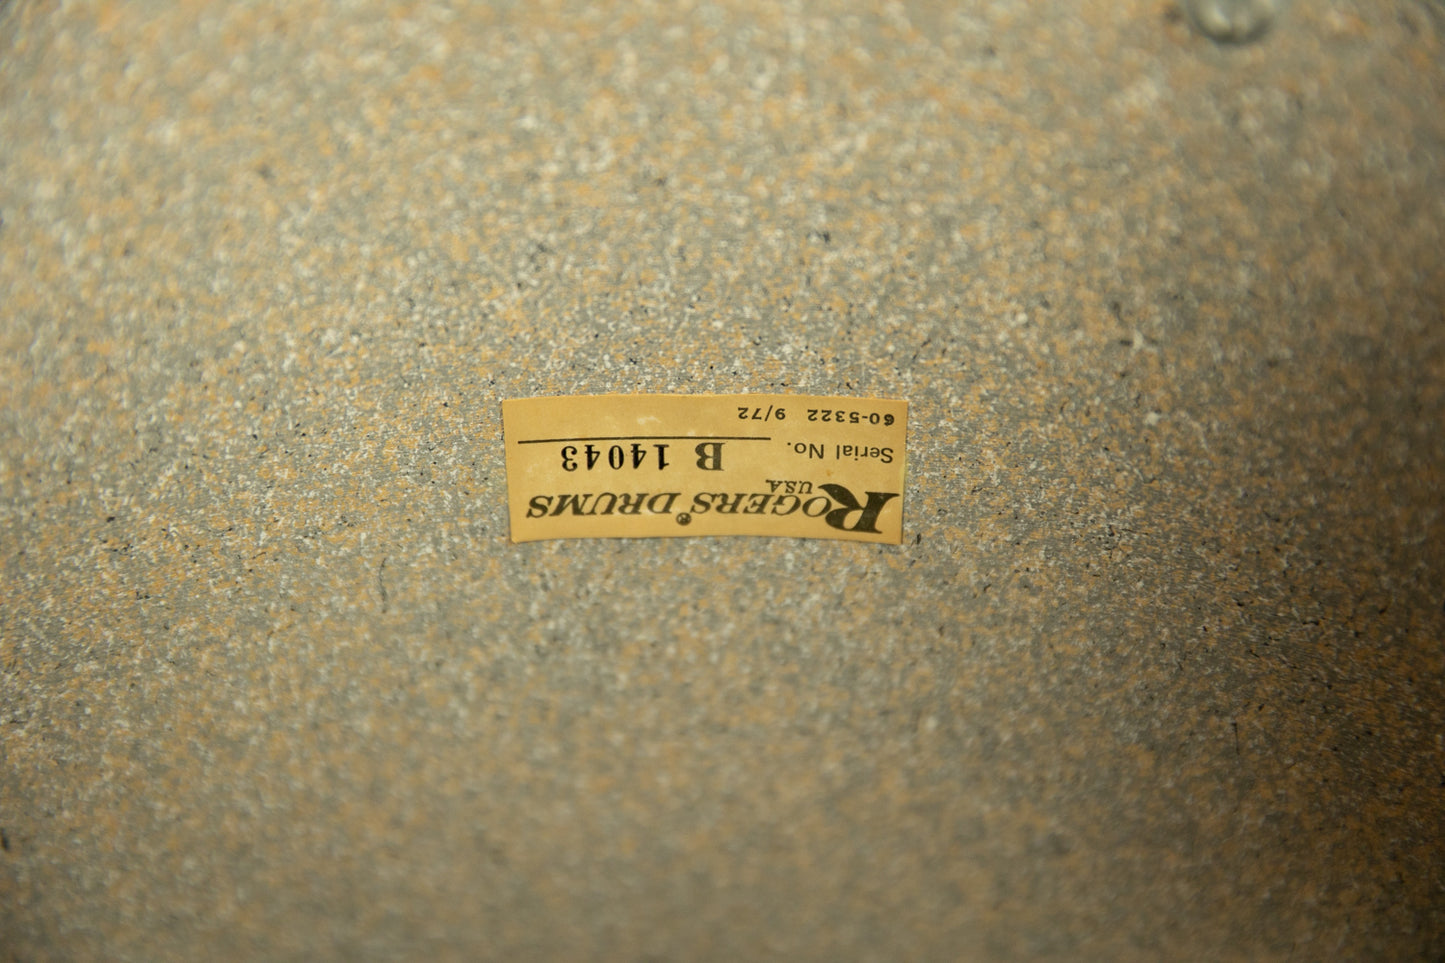 ROGERS® DRUMS
U.S.A.
Serial No. B 14043
60-5322 9/72